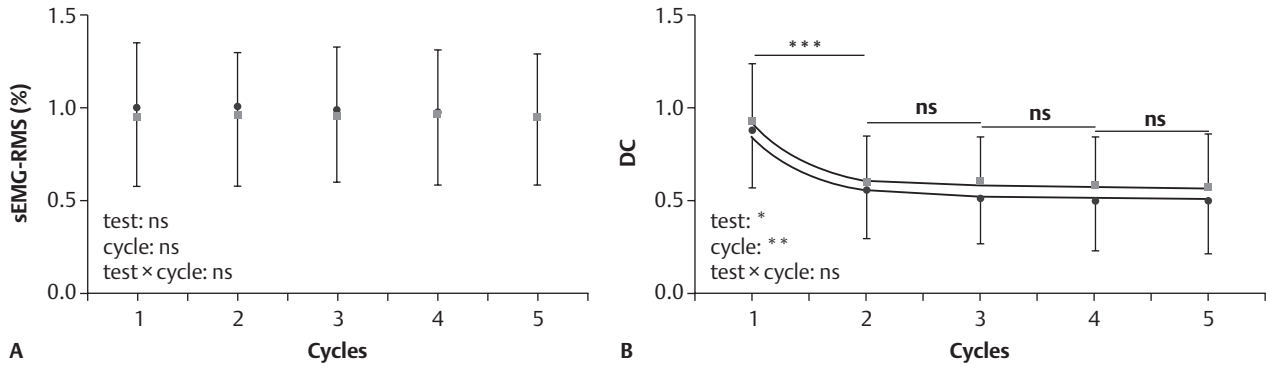 1.5
1.0
0.5
0.0
sEMG-RMS (%)
test: ns
cycle: ns
test × cycle: ns
1 2 3 4 5
Cycles
A
1.5
1.0
0.5
0.0
DC
***
ns
ns
ns
test: *
cycle: **
test × cycle: ns
1 2 3 4 5
Cycles
B